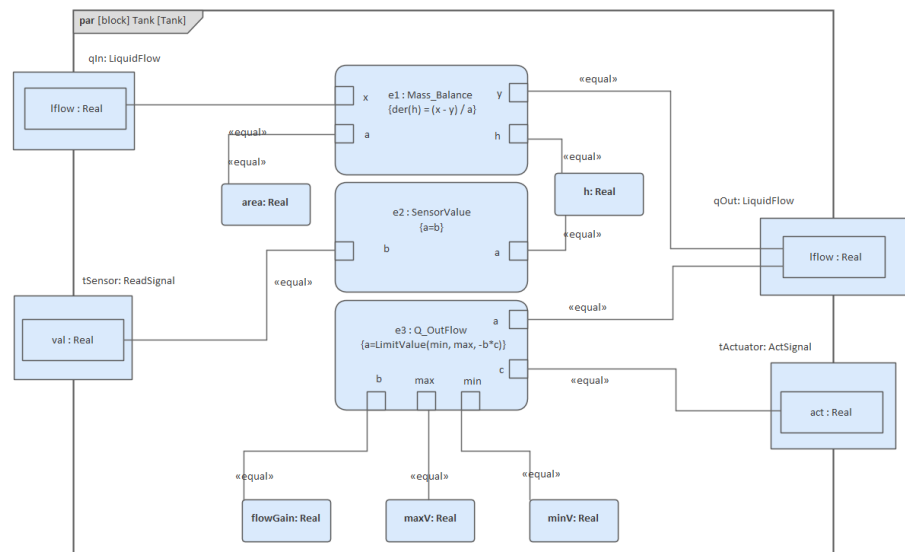 par [block] Tank [Tank]
qIn: LiquidFlow
lflow : Real
«equal»
x
e1 : Mass_Balance
{der(h) = (x - y) / a}
y
a
h
«equal»
«equal»
«equal»
area: Real
h: Real
e2 : SensorValue
{a=b}
b
a
«equal»
qOut: LiquidFlow
lflow : Real
tSensor: ReadSignal
«equal»
val : Real
e3 : Q_OutFlow
{a=LimitValue(min, max, -b*c)}
a
«equal»
c
b
max
min
«equal»
tActuator: ActSignal
act : Real
«equal»
«equal»
«equal»
flowGain: Real
maxV: Real
minV: Real